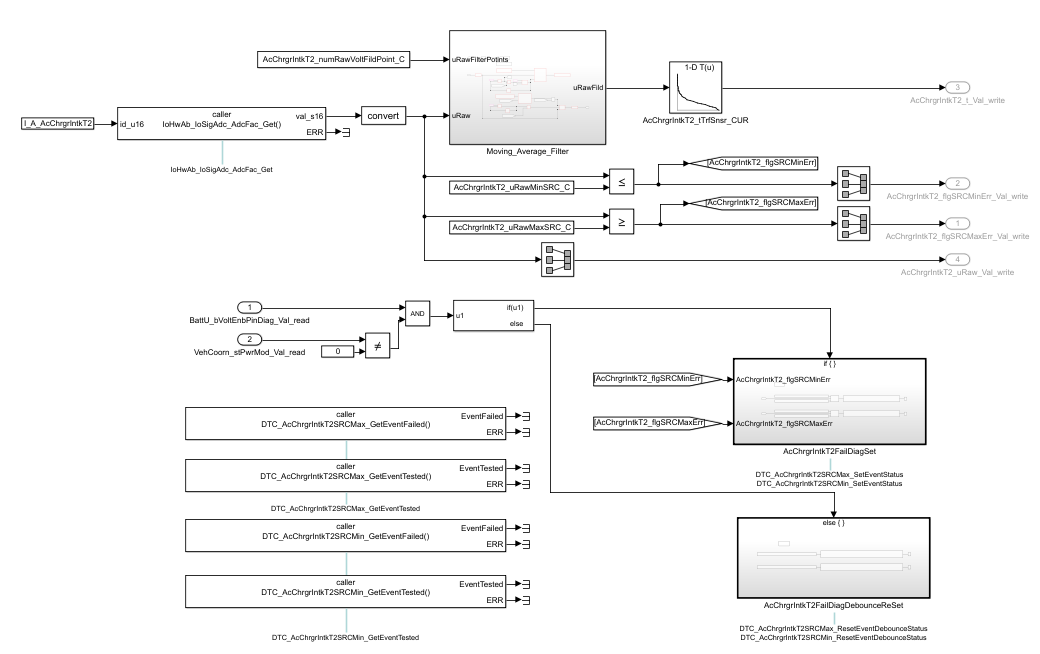 AcChrgrIntkT2_numRawVoltFildPoint_C
uRawFilterPotints
uRawFild
uRaw
Moving_Average_Filter
1-D T(u)
AcChrgrIntkT2_tTrfSnsr_CUR
3
AcChrgrIntkT2_t_Val_write
I_A_AcChrgrIntkT2
id_u16
caller
IoHwAb_IoSigAdc_AdcFac_Get()
val_s16
ERR
convert
IoHwAb_IoSigAdc_AdcFac_Get
[AcChrgrIntkT2_flgSRCMinErr]
AcChrgrIntkT2_uRawMinSRC_C
≤
2
AcChrgrIntkT2_flgSRCMinErr_Val_write
[AcChrgrIntkT2_flgSRCMaxErr]
AcChrgrIntkT2_uRawMaxSRC_C
≥
1
AcChrgrIntkT2_flgSRCMaxErr_Val_write
4
AcChrgrIntkT2_uRaw_Val_write
1
BattU_bVoltEnbPinDiag_Val_read
AND
u1
if(u1)
else
2
VehCoorn_stPwrMod_Val_read
0
≠
if { }
[AcChrgrIntkT2_flgSRCMinErr]
AcChrgrIntkT2_flgSRCMinErr
[AcChrgrIntkT2_flgSRCMaxErr]
AcChrgrIntkT2_flgSRCMaxErr
AcChrgrIntkT2FailDiagSet
DTC_AcChrgrIntkT2SRCMax_SetEventStatus
DTC_AcChrgrIntkT2SRCMin_SetEventStatus
caller
DTC_AcChrgrIntkT2SRCMax_GetEventFailed()
EventFailed
ERR
caller
DTC_AcChrgrIntkT2SRCMax_GetEventTested()
EventTested
ERR
DTC_AcChrgrIntkT2SRCMax_GetEventTested
caller
DTC_AcChrgrIntkT2SRCMin_GetEventFailed()
EventFailed
ERR
caller
DTC_AcChrgrIntkT2SRCMin_GetEventTested()
EventTested
ERR
DTC_AcChrgrIntkT2SRCMin_GetEventTested
else { }
AcChrgrIntkT2FailDiagDebounceReSet
DTC_AcChrgrIntkT2SRCMax_ResetEventDebounceStatus
DTC_AcChrgrIntkT2SRCMin_ResetEventDebounceStatus